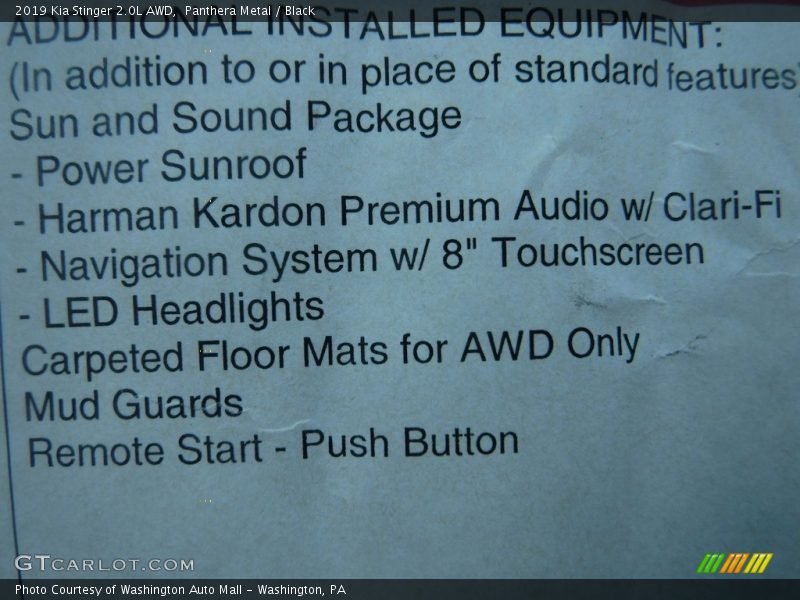 2019 Kia Stinger 2.0L AWD, Panthera Metal / Black
ADDITIONAL INSTALLED EQUIPMENT:
(In addition to or in place of standard features)
Sun and Sound Package
- Power Sunroof
- Harman Kardon Premium Audio w/ Clari-Fi
- Navigation System w/ 8" Touchscreen
- LED Headlights
Carpeted Floor Mats for AWD Only
Mud Guards
Remote Start - Push Button
GTCARLOT.COM
Photo Courtesy of Washington Auto Mall - Washington, PA